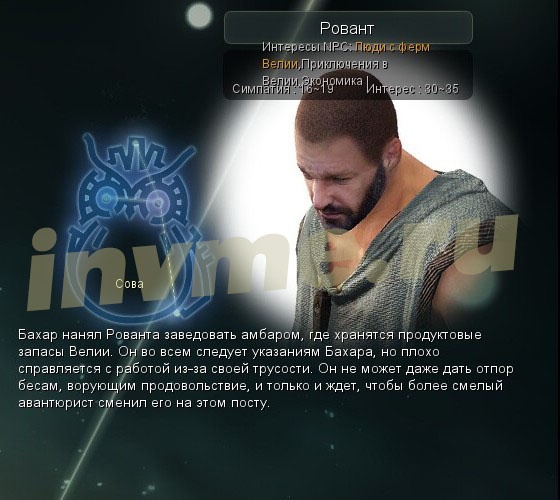 Ровант
Интересы NPC: Люди с ферм
Велии,Приключения в
Велии,Экономика |
Симпатия : 16~19 Интерес : 30~35
invme.ru
Сова
Бахар нанял Рованта заведовать амбаром, где хранятся продуктовые
запасы Велии. Он во всем следует указаниям Бахара, но плохо
справляется с работой из-за своей трусости. Он не может даже дать отпор
бесам, ворующим продовольствие, и только и ждет, чтобы более смелый
авантюрист сменил его на этом посту.